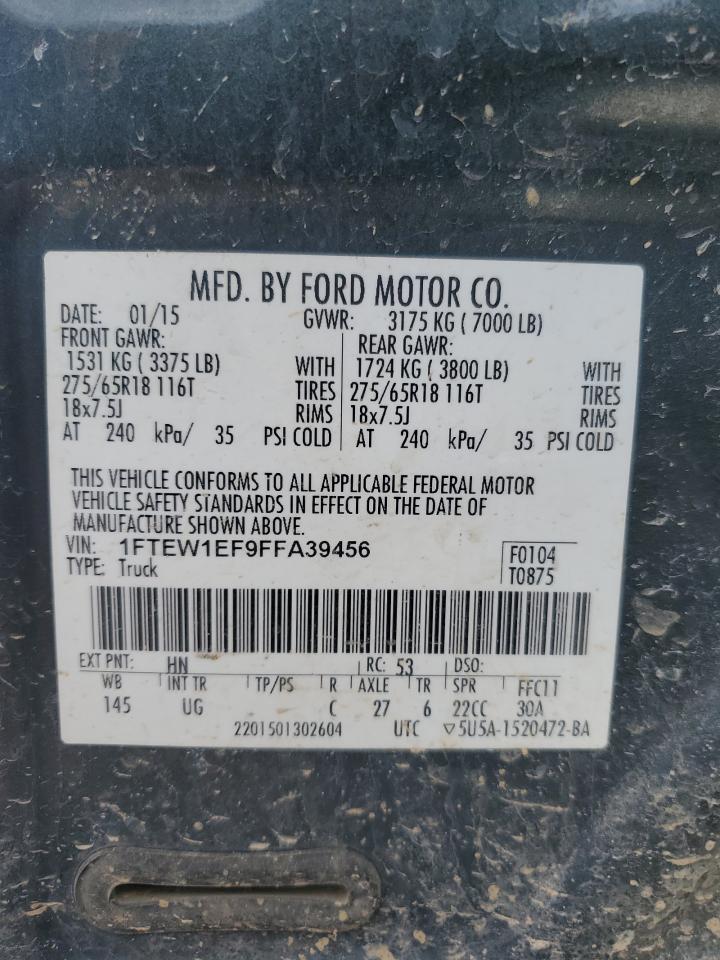 MFD. BY FORD MOTOR CO.
DATE: 01/15 GVWR: 3175 KG ( 7000 LB)
FRONT GAWR: REAR GAWR:
1531 KG ( 3375 LB) WITH 1724 KG ( 3800 LB) WITH
275/65R18 116T TIRES 275/65R18 116T TIRES
18x7.5J RIMS 18x7.5J RIMS
AT 240 kPa/ 35 PSI COLD AT 240 kPa/ 35 PSI COLD
THIS VEHICLE CONFORMS TO ALL APPLICABLE FEDERAL MOTOR
VEHICLE SAFETY STANDARDS IN EFFECT ON THE DATE OF
MANUFACTURE SHOWN ABOVE.
VIN: 1FTEW1EF9FFA39456 F0104
TYPE: Truck T0875
EXT PNT: HN RC: 53 DSO:
WB INT TR TP/PS R AXLE TR SPR FFC11
145 UG C 27 6 22CC 30A
2201501302604 UTC ▽5U5A-1520472-BA